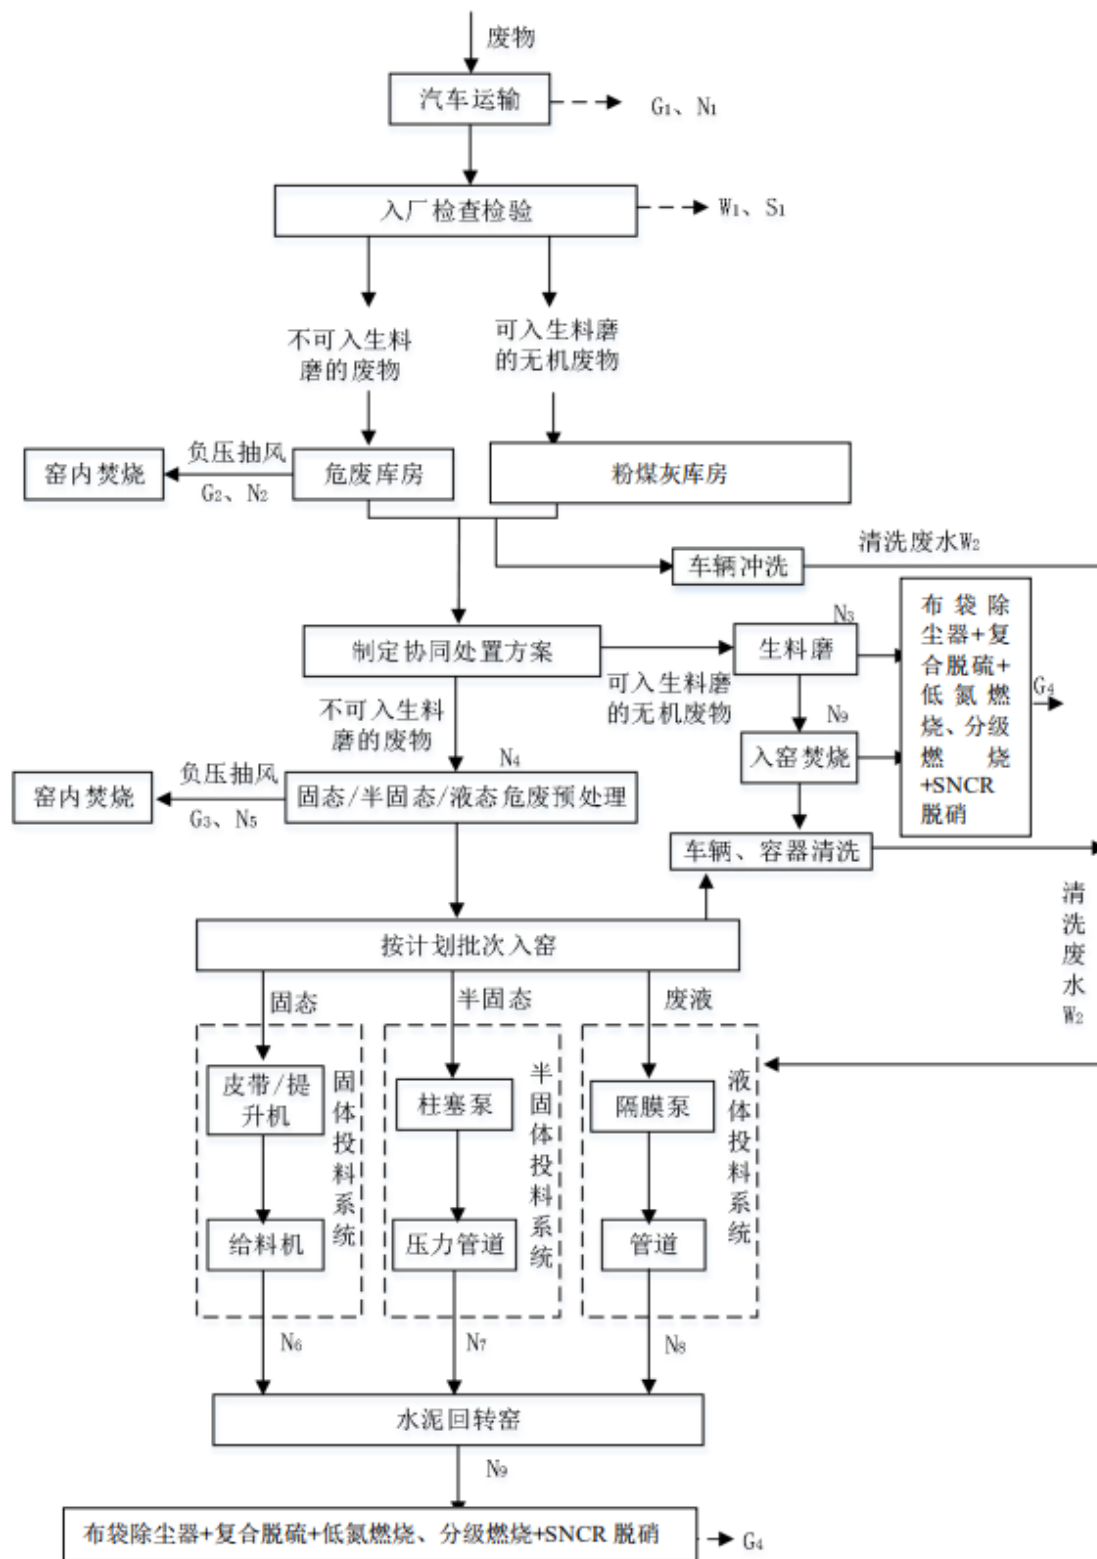 废物
汽车运输
G₁、N₁
入厂检查检验
W₁、S₁
不可入生料
磨的废物
可入生料磨
的无机废物
窑内焚烧
负压抽风
G₂、N₂
危废库房
粉煤灰库房
车辆冲洗
清洗废水W₂
制定协同处置方案
N₃
生料磨
可入生料磨
的无机废物
不可入生料
磨的废物
N₉
入窑焚烧
布袋除
尘器+复
合脱硫+
低氮燃
烧、分级
燃烧
+SNCR
脱硝
G₄
N₄
窑内焚烧
负压抽风
G₃、N₅
固态/半固态/液态危废预处理
车辆、容器清洗
清
洗
废
水
W₂
按计划批次入窑
固态
半固态
废液
皮带/提
升机
给料机
固
体
投
料
系
统
柱塞泵
压力管道
半
固
体
投
料
系
统
隔膜泵
管道
液
体
投
料
系
统
N₆
N₇
N₈
水泥回转窑
N₉
布袋除尘器+复合脱硫+低氮燃烧、分级燃烧+SNCR 脱硝
G₄